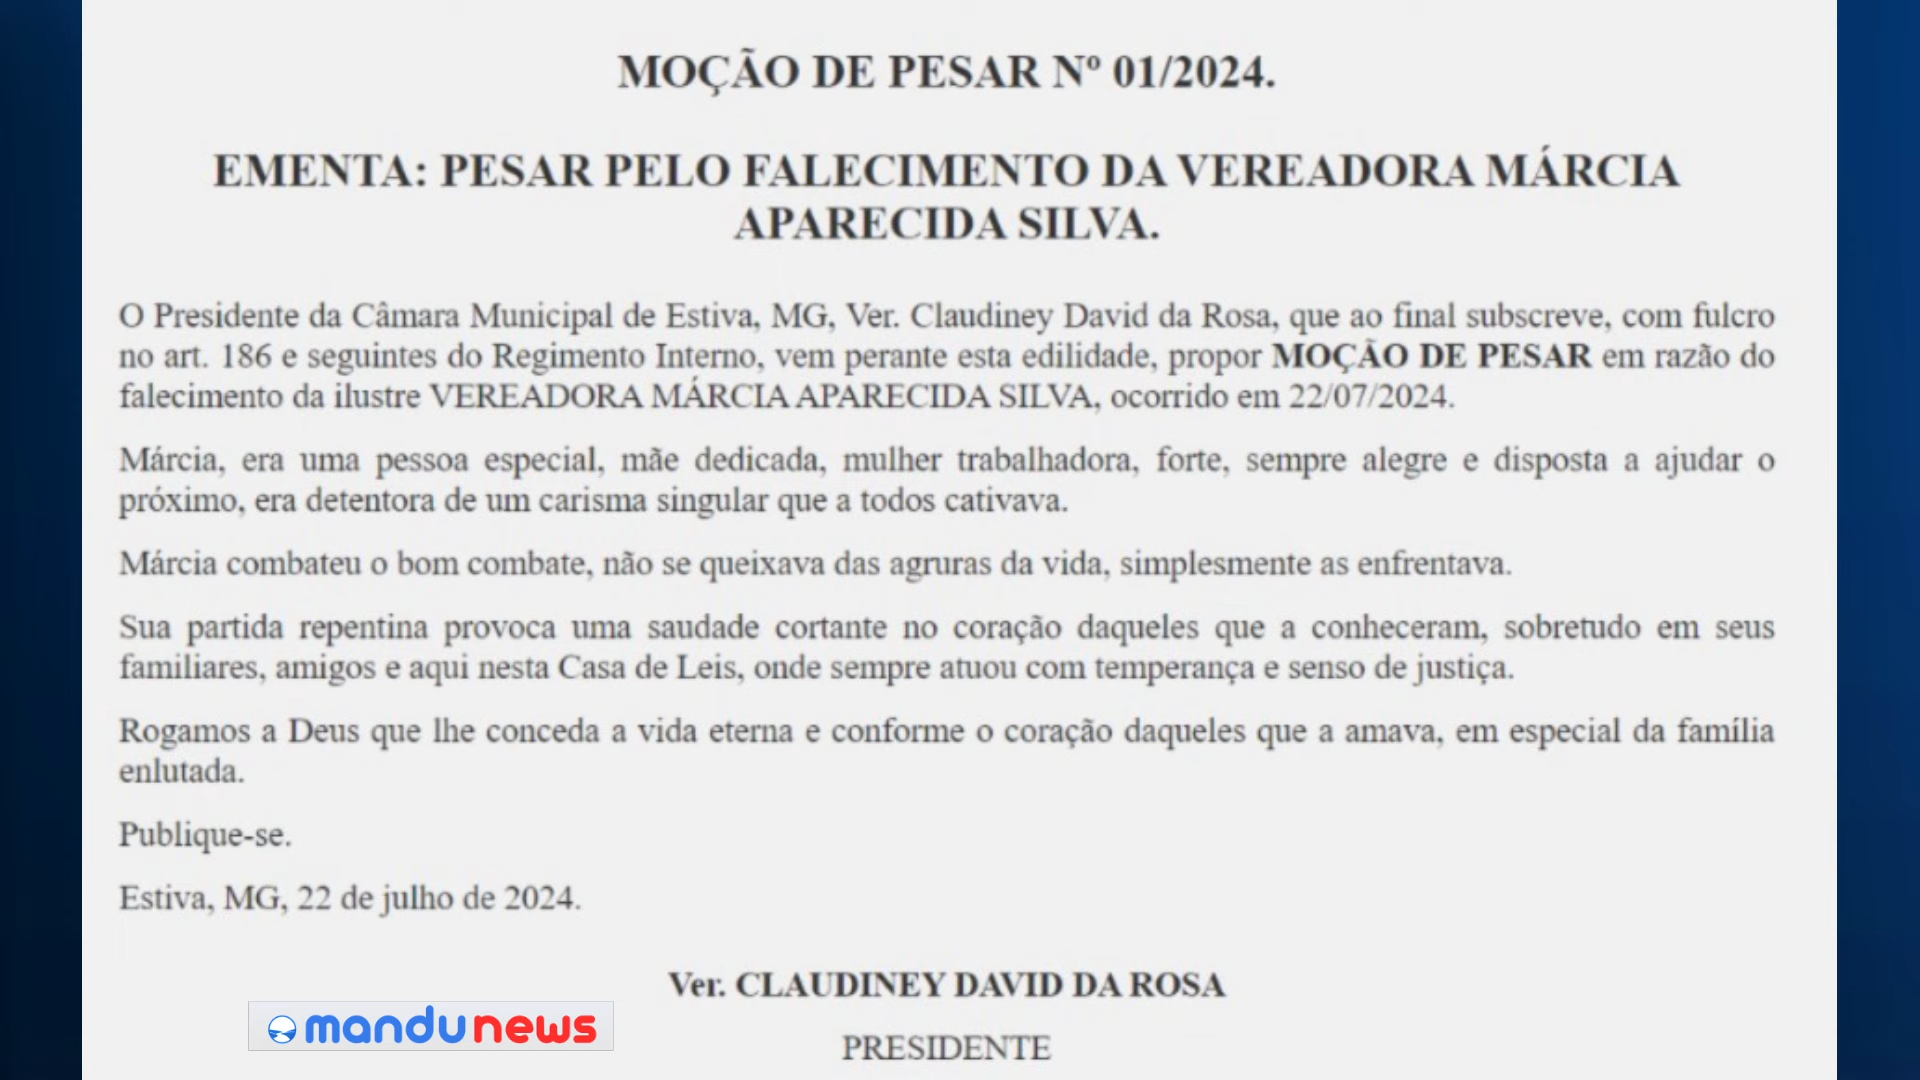 MOÇÃO DE PESAR Nº 01/2024.
EMENTA: PESAR PELO FALECIMENTO DA VEREADORA MÁRCIA
APARECIDA SILVA.
O Presidente da Câmara Municipal de Estiva, MG, Ver. Claudiney David da Rosa, que ao final subscreve, com fulcro
no art. 186 e seguintes do Regimento Interno, vem perante esta edilidade, propor MOÇÃO DE PESAR em razão do
falecimento da ilustre VEREADORA MÁRCIA APARECIDA SILVA, ocorrido em 22/07/2024.
Márcia, era uma pessoa especial, mãe dedicada, mulher trabalhadora, forte, sempre alegre e disposta a ajudar o
próximo, era detentora de um carisma singular que a todos cativava.
Márcia combateu o bom combate, não se queixava das agruras da vida, simplesmente as enfrentava.
Sua partida repentina provoca uma saudade cortante no coração daqueles que a conheceram, sobretudo em seus
familiares, amigos e aqui nesta Casa de Leis, onde sempre atuou com temperança e senso de justiça.
Rogamos a Deus que lhe conceda a vida eterna e conforme o coração daqueles que a amava, em especial da família
enlutada.
Publique-se.
Estiva, MG, 22 de julho de 2024.
Ver. CLAUDINEY DAVID DA ROSA
mandunews
PRESIDENTE